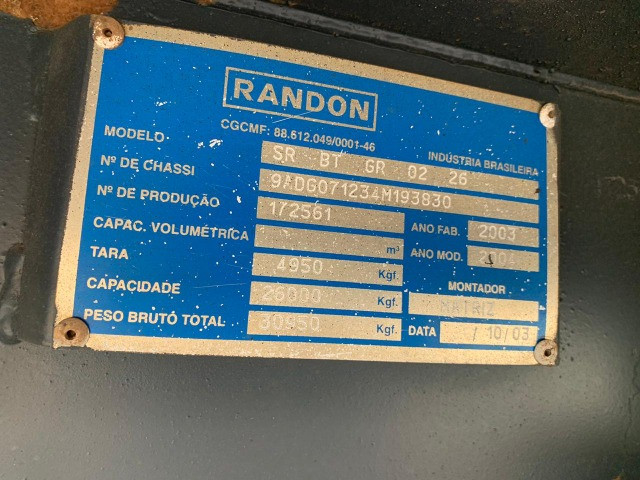 RANDON
CGCMF: 88.612.049/0001-46
INDÚSTRIA BRASILEIRA
MODELO SR BT GR 02 26
Nº DE CHASSI 9ADG071234M193830
Nº DE PRODUÇÃO 172561
ANO FAB. 2003
CAPAC. VOLUMÉTRICA m³
ANO MOD. 2004
TARA 4950 Kgf.
MONTADOR MATRIZ
CAPACIDADE 26000 Kgf.
PESO BRUTO TOTAL 30950 Kgf.
DATA / 10/03